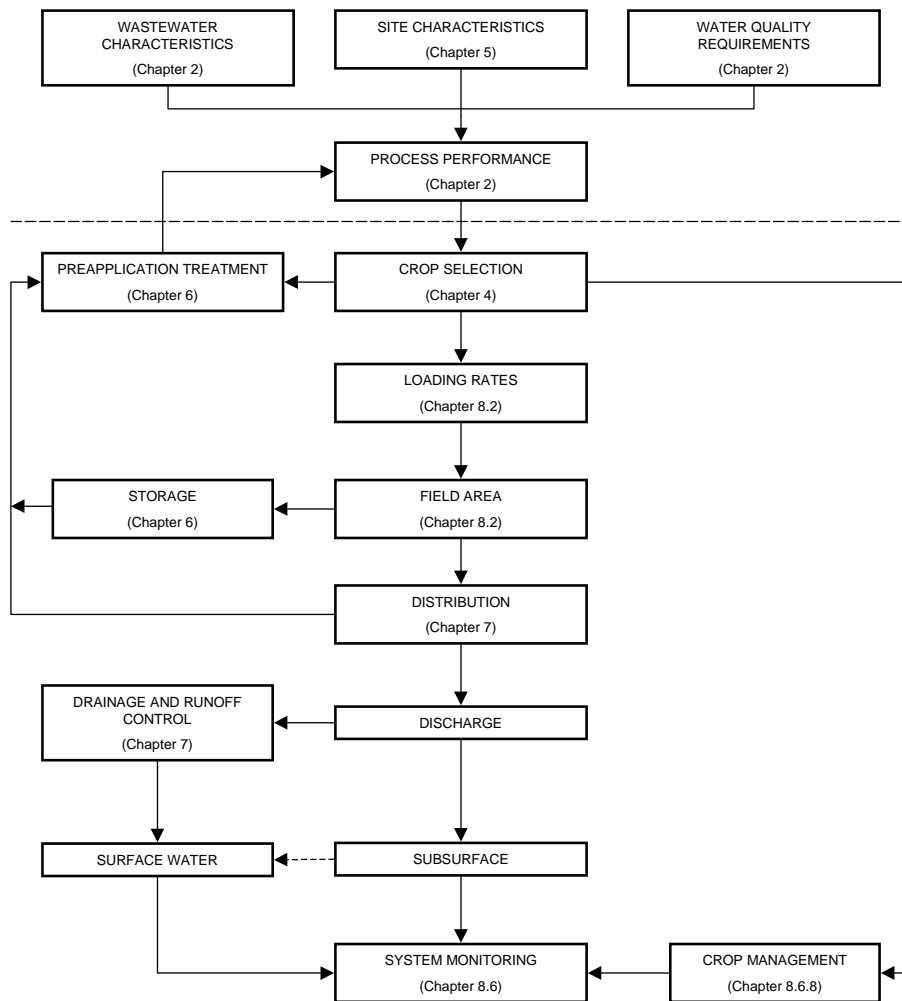 WASTEWATER
CHARACTERISTICS
(Chapter 2)
SITE CHARACTERISTICS
(Chapter 5)
WATER QUALITY
REQUIREMENTS
(Chapter 2)
PROCESS PERFORMANCE
(Chapter 2)
PREAPPLICATION TREATMENT
(Chapter 6)
CROP SELECTION
(Chapter 4)
LOADING RATES
(Chapter 8.2)
STORAGE
(Chapter 6)
FIELD AREA
(Chapter 8.2)
DISTRIBUTION
(Chapter 7)
DRAINAGE AND RUNOFF
CONTROL
(Chapter 7)
DISCHARGE
SURFACE WATER
SUBSURFACE
SYSTEM MONITORING
(Chapter 8.6)
CROP MANAGEMENT
(Chapter 8.6.8)